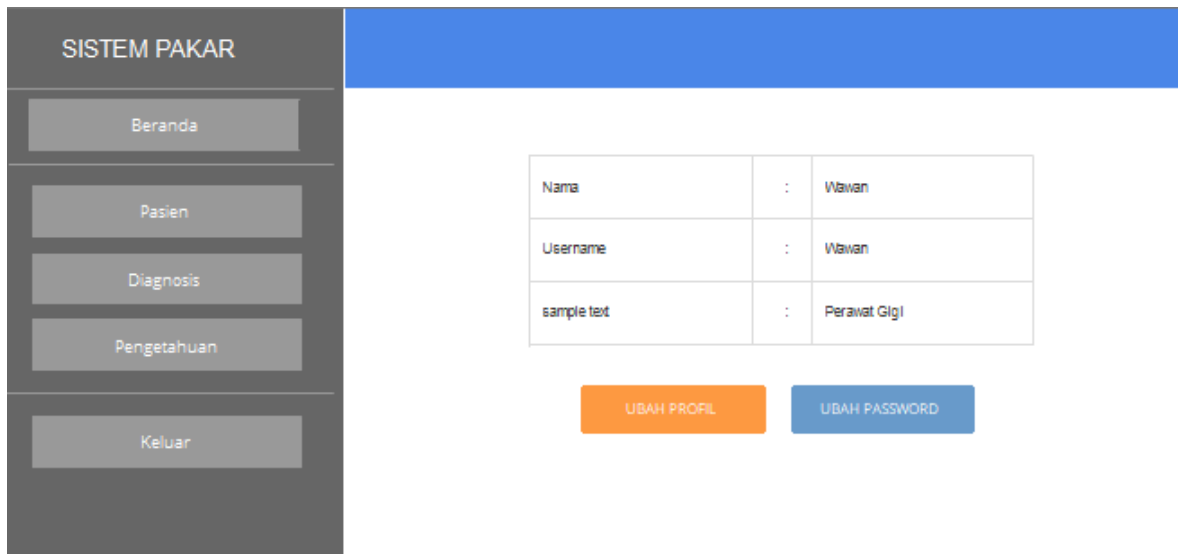 SISTEM PAKAR
Beranda
Pasien
Diagnosis
Pengetahuan
Keluar
Nama : Wawan
Username : Wawan
sample text : Perawat Gigi
UBAH PROFIL
UBAH PASSWORD